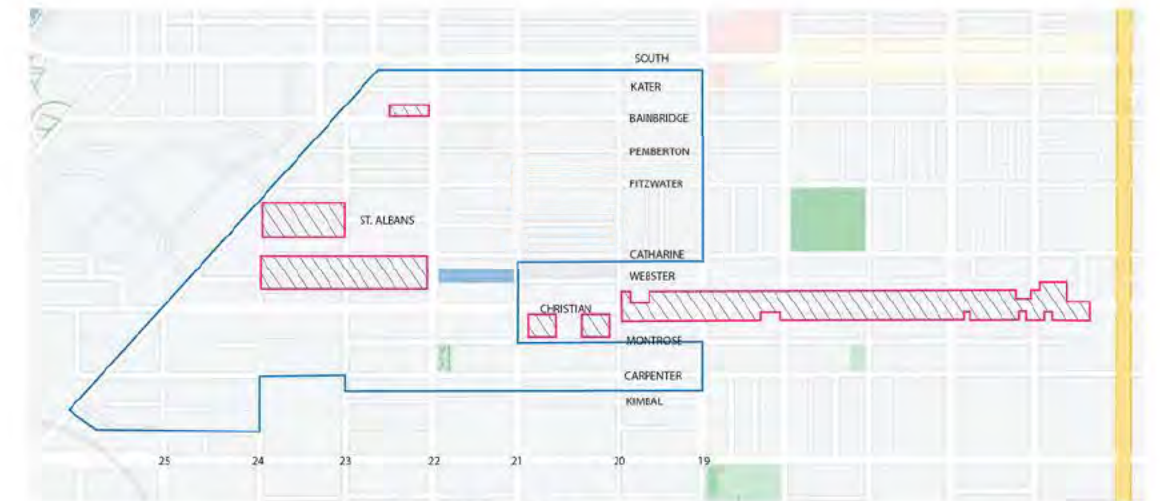 SOUTH
KATER
BAINBRIDGE
PEMBERTON
FITZWATER
ST. ALBANS
CATHARINE
WEBSTER
CHRISTIAN
MONTROSE
CARPENTER
KIMBAL
25 24 23 22 21 20 19